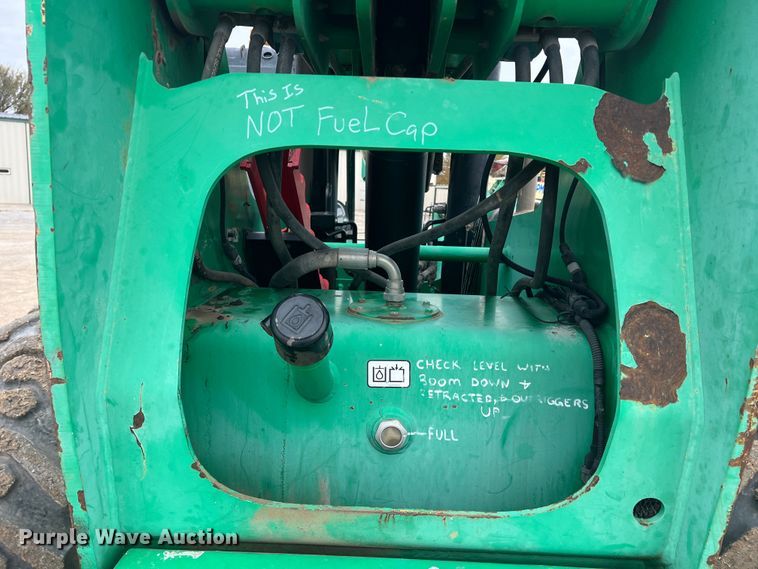 This Is
NOT Fuel Cap
CHECK LEVEL WITH
BOOM DOWN &
RETRACTED, & OUTRIGGERS
UP
FULL
Purple Wave Auction